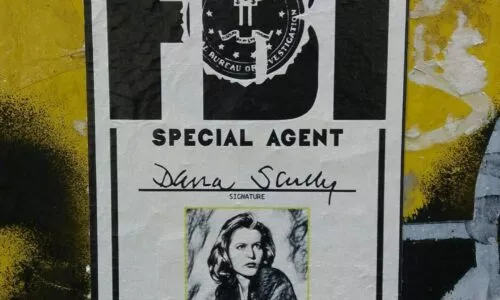 FBI
BUREAU OF INVESTIGATION
SPECIAL AGENT
Dana Scully
SIGNATURE